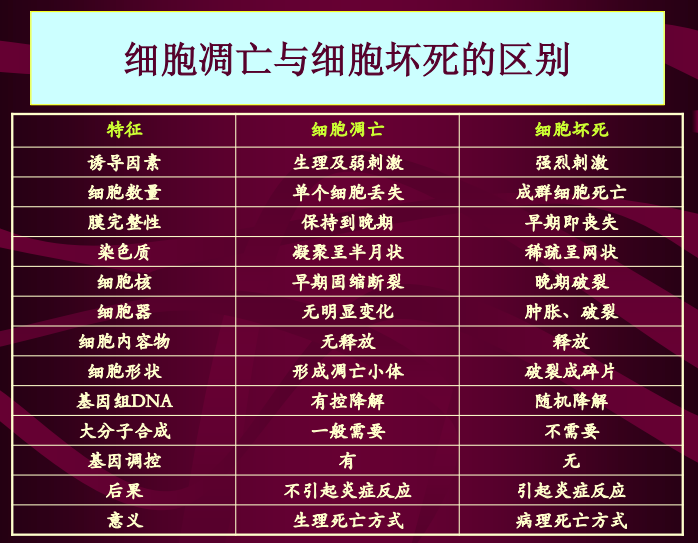 细胞凋亡与细胞坏死的区别
特征 细胞凋亡 细胞坏死
诱导因素 生理及弱刺激 强烈刺激
细胞数量 单个细胞丢失 成群细胞死亡
膜完整性 保持到晚期 早期即丧失
染色质 凝聚呈半月状 稀疏呈网状
细胞核 早期固缩断裂 晚期破裂
细胞器 无明显变化 肿胀、破裂
细胞内容物 无释放 释放
细胞形状 形成凋亡小体 破裂成碎片
基因组DNA 有控降解 随机降解
大分子合成 一般需要 不需要
基因调控 有 无
后果 不引起炎症反应 引起炎症反应
意义 生理死亡方式 病理死亡方式